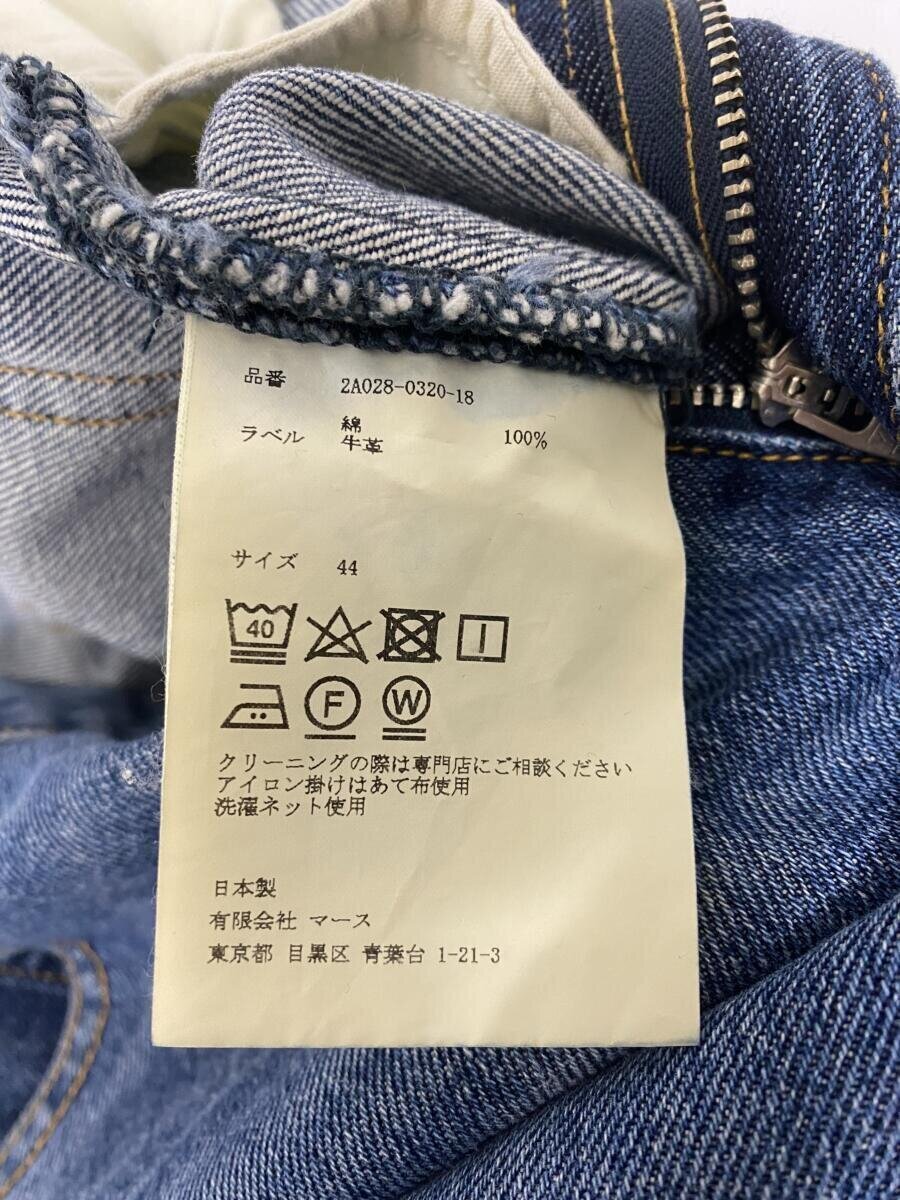 品番 2A028-0320-18
綿 100%
ラベル 牛革
サイズ 44
40
F W
クリーニングの際は専門店にご相談ください
アイロン掛けはあて布使用
洗濯ネット使用
日本製
有限会社 マース
東京都 目黒区 青葉台 1-21-3